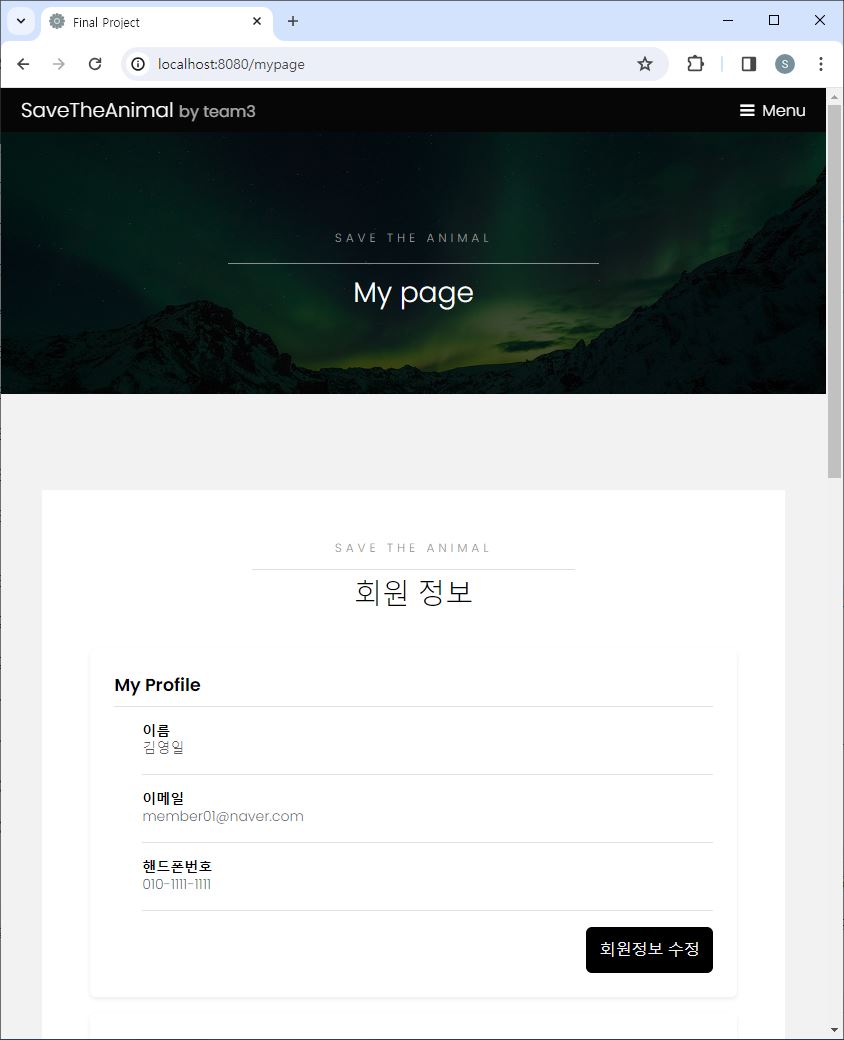 Final Project
localhost:8080/mypage
S
SaveTheAnimal by team3
Menu
SAVE THE ANIMAL
My page
SAVE THE ANIMAL
회원 정보
My Profile
이름
김영일
이메일
member01@naver.com
핸드폰번호
010-1111-1111
회원정보 수정